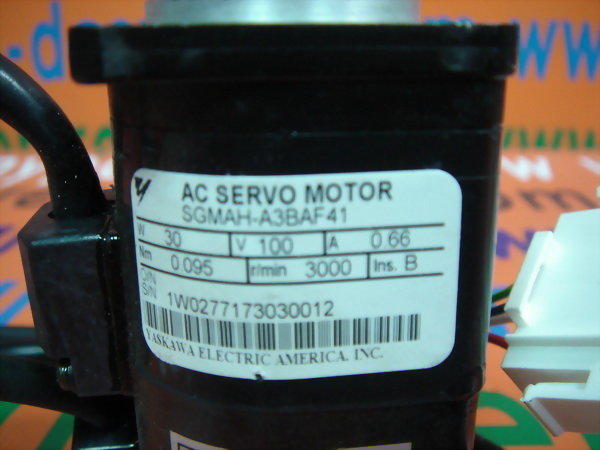 AC SERVO MOTOR
SGMAH-A3BAF41
W 30 V 100 A 0.66
Nm 0.095 r/min 3000 Ins. B
O/N
S/N 1W0277173030012
YASKAWA ELECTRIC AMERICA, INC.